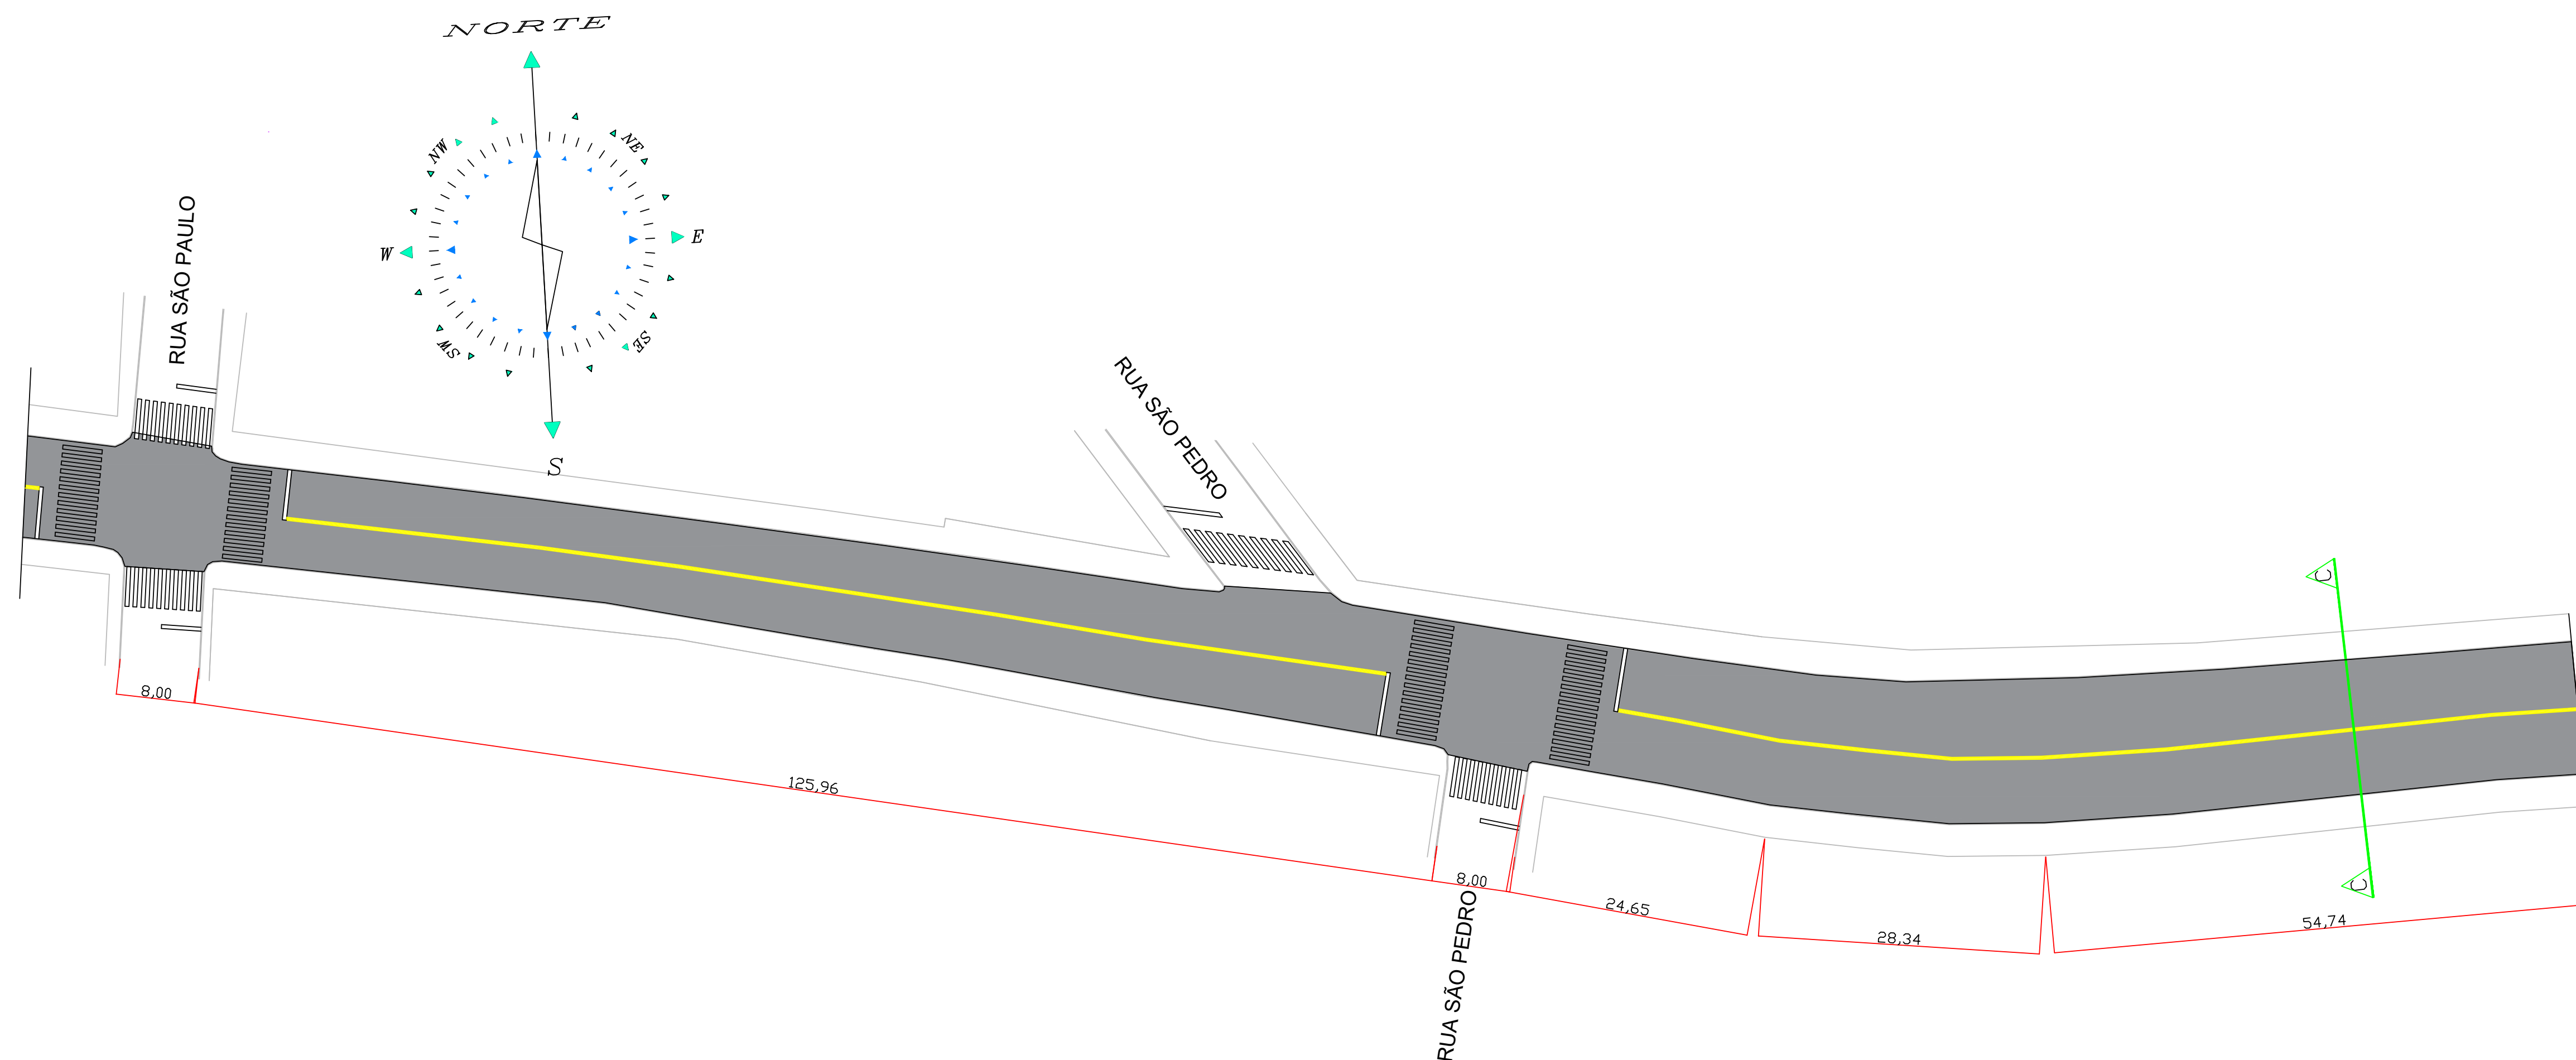 NORTE
NW
NE
W
E
SW
SE
S
RUA SÃO PAULO
RUA SÃO PEDRO
C
8,00
125,96
8,00
24,65
28,34
54,74
C
RUA SÃO PEDRO